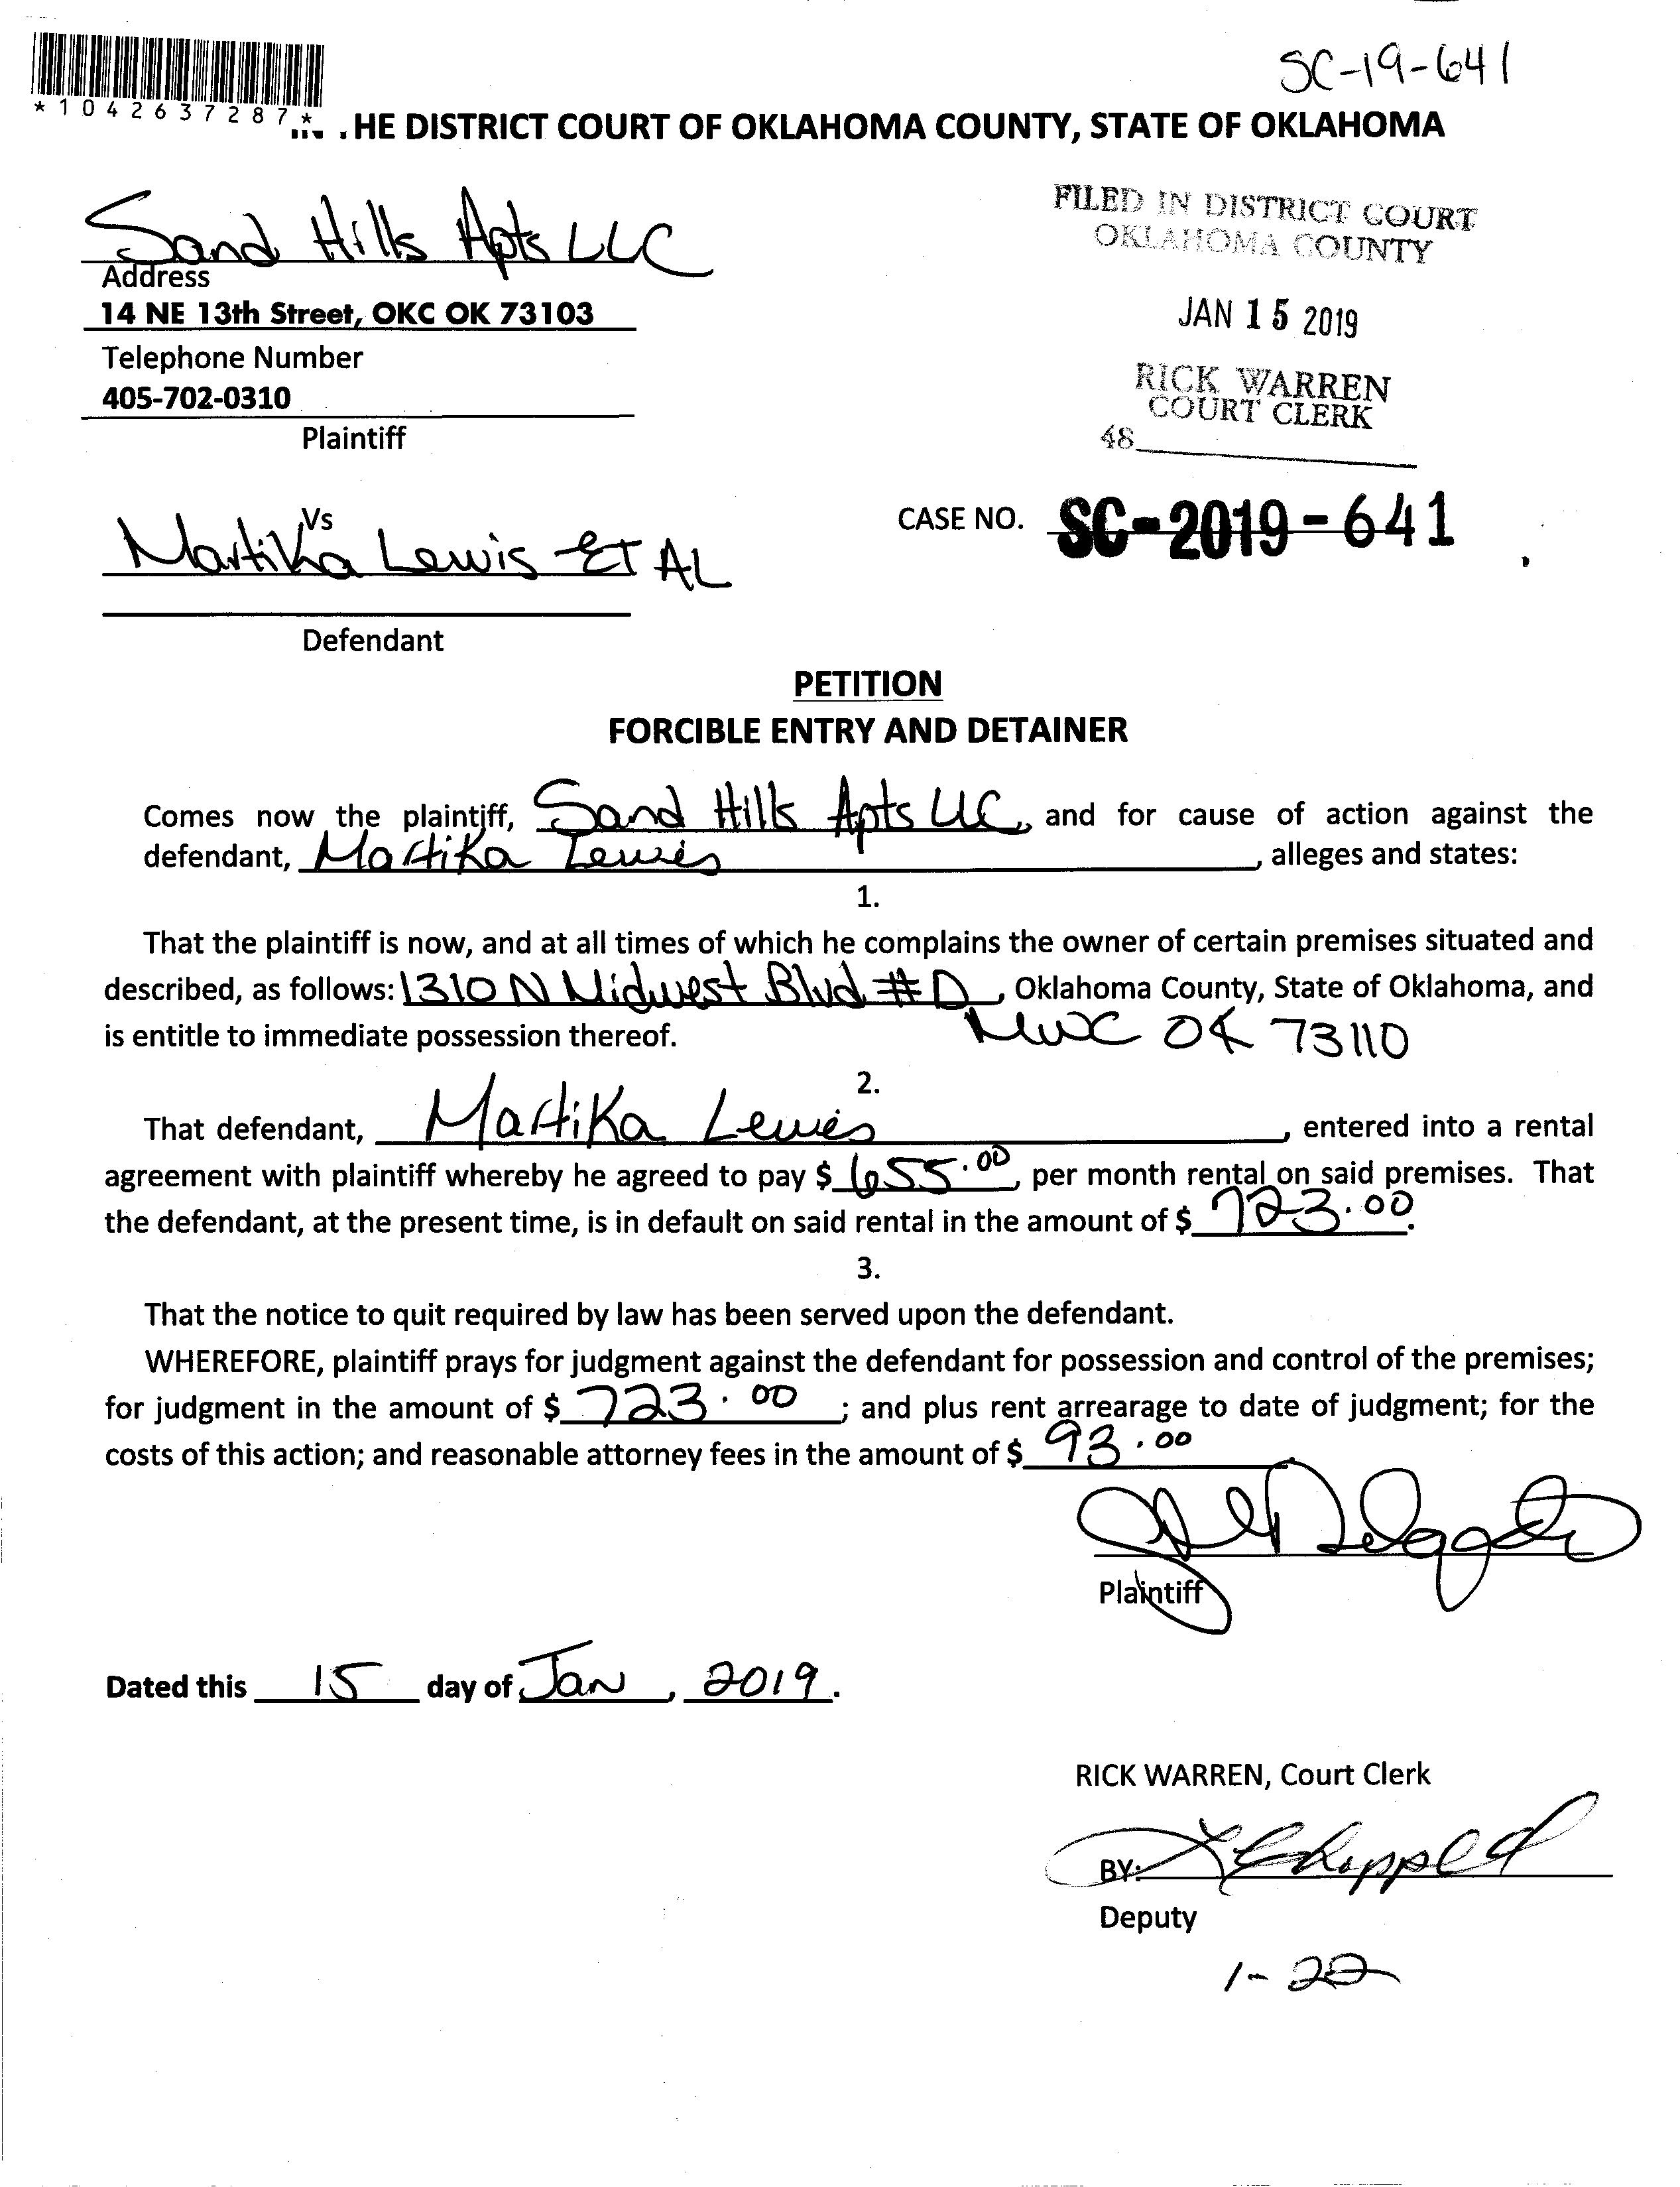 SC-19-641
*1042637287*
HE DISTRICT COURT OF OKLAHOMA COUNTY, STATE OF OKLAHOMA
Sand Hills Apts LLC
Address
14 NE 13th Street, OKC OK 73103
Telephone Number
405-702-0310
Plaintiff
FILED IN DISTRICT COURT
OKLAHOMA COUNTY
JAN 15 2019
RICK WARREN
COURT CLERK
48
Vs
Martika Lewis ET AL
Defendant
CASE NO. SC-2019-641
PETITION
FORCIBLE ENTRY AND DETAINER
Comes now the plaintiff, Sand Hills Apts LLC, and for cause of action against the
defendant, Martika Lewis, alleges and states:
1.
That the plaintiff is now, and at all times of which he complains the owner of certain premises situated and
described, as follows: 1310 N Midwest Blvd #D, Oklahoma County, State of Oklahoma, and
is entitle to immediate possession thereof. MWC OK 73110
2.
That defendant, Martika Lewis, entered into a rental
agreement with plaintiff whereby he agreed to pay $ 655.00, per month rental on said premises. That
the defendant, at the present time, is in default on said rental in the amount of $ 723.00.
3.
That the notice to quit required by law has been served upon the defendant.
WHEREFORE, plaintiff prays for judgment against the defendant for possession and control of the premises;
for judgment in the amount of $ 723.00; and plus rent arrearage to date of judgment; for the
costs of this action; and reasonable attorney fees in the amount of $ 93.00
Delgado
Plaintiff
Dated this 15 day of Jan, 2019.
RICK WARREN, Court Clerk
BY:
Deputy
1-22